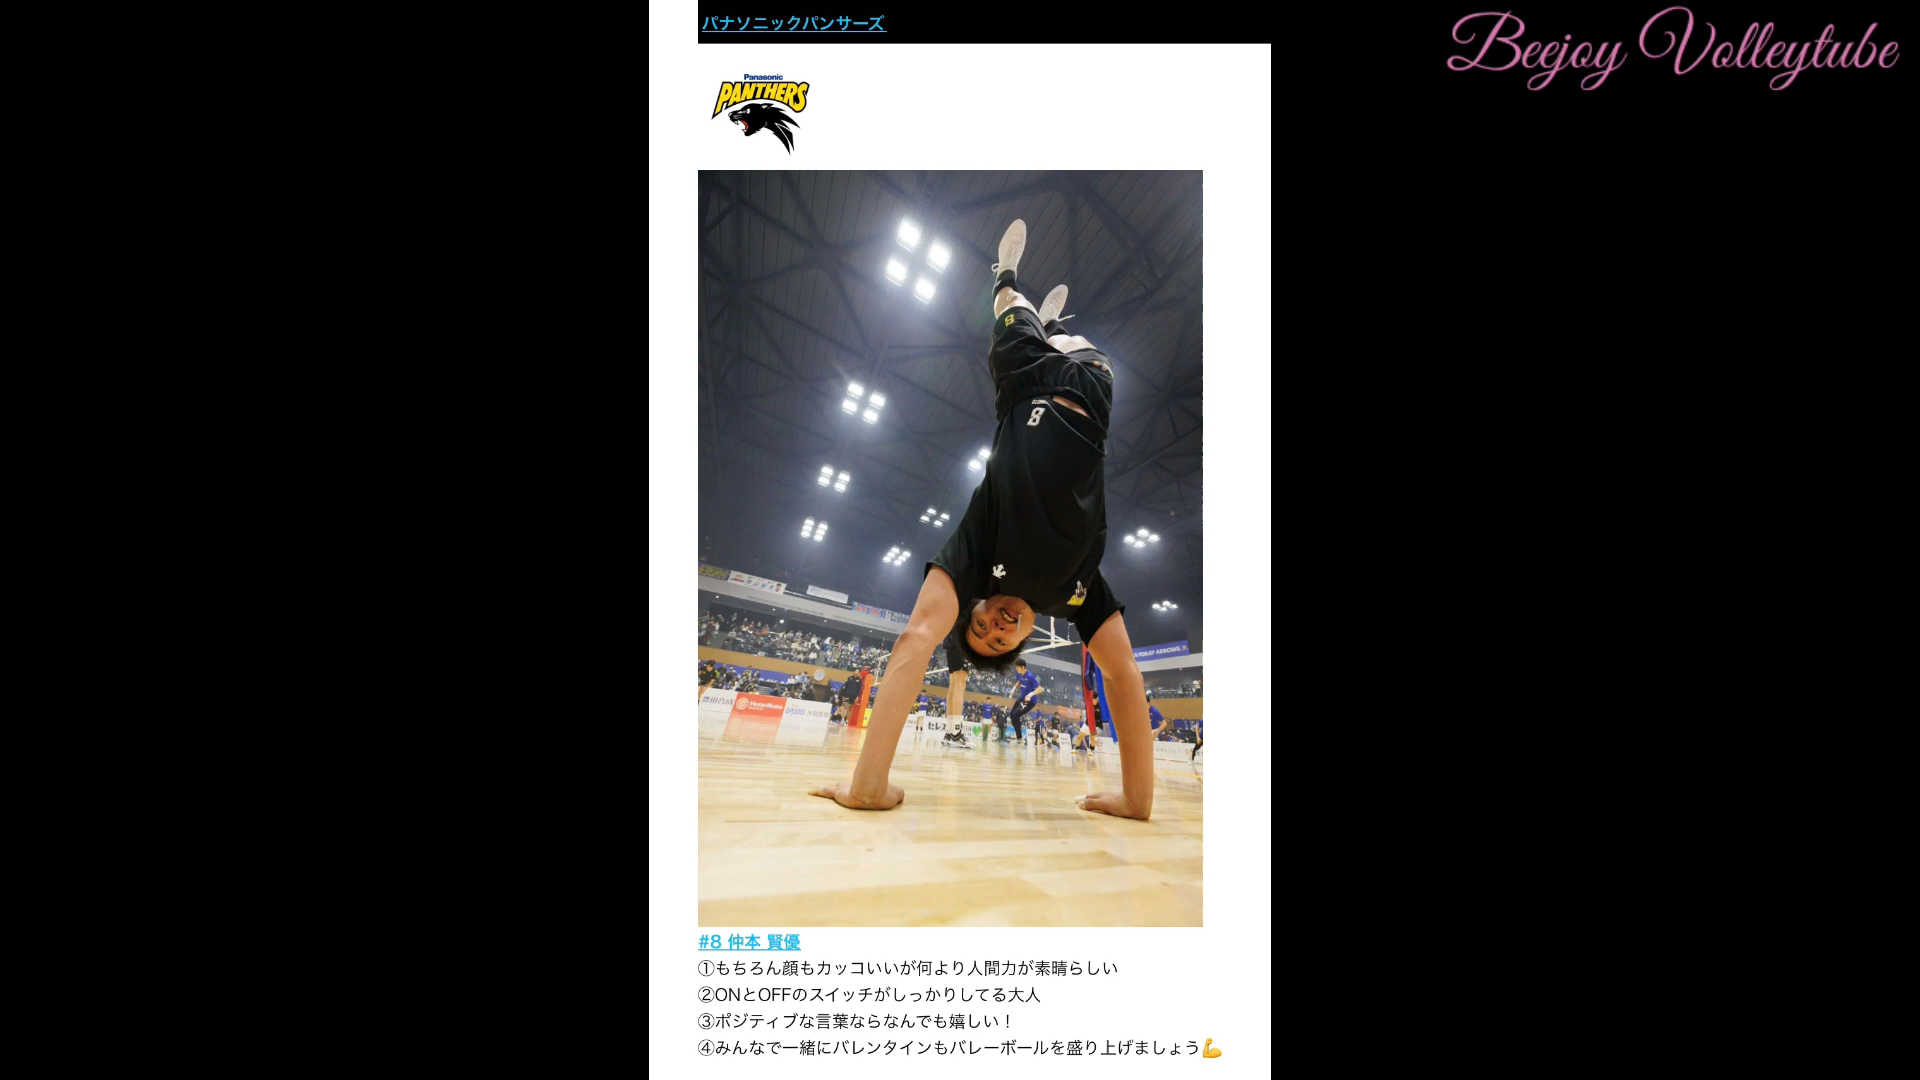 パナソニックパンサーズ
Beejoy Volleytube
Panasonic
PANTHERS
8
8
セレス
#8 仲本 賢優
①もちろん顔もカッコいいが何より人間力が素晴らしい
②ONとOFFのスイッチがしっかりしてる大人
③ポジティブな言葉ならなんでも嬉しい！
④みんなで一緒にバレンタインもバレーボールを盛り上げましょう💪